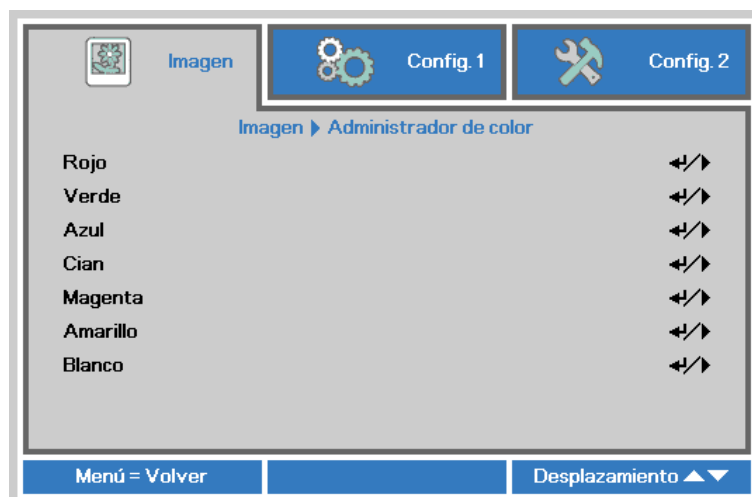 Imagen Config. 1 Config. 2
Imagen Administrador de color
Rojo
Verde
Azul
Cian
Magenta
Amarillo
Blanco
Menú = Volver Desplazamiento